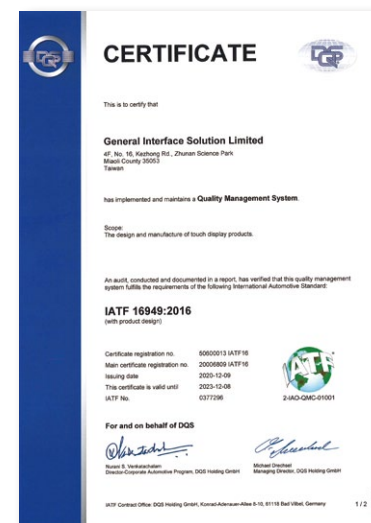 DQS
CERTIFICATE
DQS
This is to certify that
General Interface Solution Limited
4F, No. 16, Kezhong Rd., Zhunan Science Park
Miaoli County 35053
Taiwan
has implemented and maintains a Quality Management System.
Scope:
The design and manufacture of touch display products.
An audit, conducted and documented in a report, has verified that this quality management
system fulfills the requirements of the following International Automotive Standard:
IATF 16949:2016
(with product design)
Certificate registration no. 50600013 IATF16
Main certificate registration no. 20006809 IATF16
Issuing date 2020-12-09
This certificate is valid until 2023-12-08
IATF No. 0377296
IATF
2-IAO-QMC-01001
For and on behalf of DQS
Nurani S. Venkatachalam
Director-Corporate Automotive Program, DQS Holding GmbH
Michael Drechsel
Managing Director, DQS Holding GmbH
IATF Contract Office: DQS Holding GmbH, Konrad-Adenauer-Allee 8-10, 61118 Bad Vilbel, Germany
1 / 2